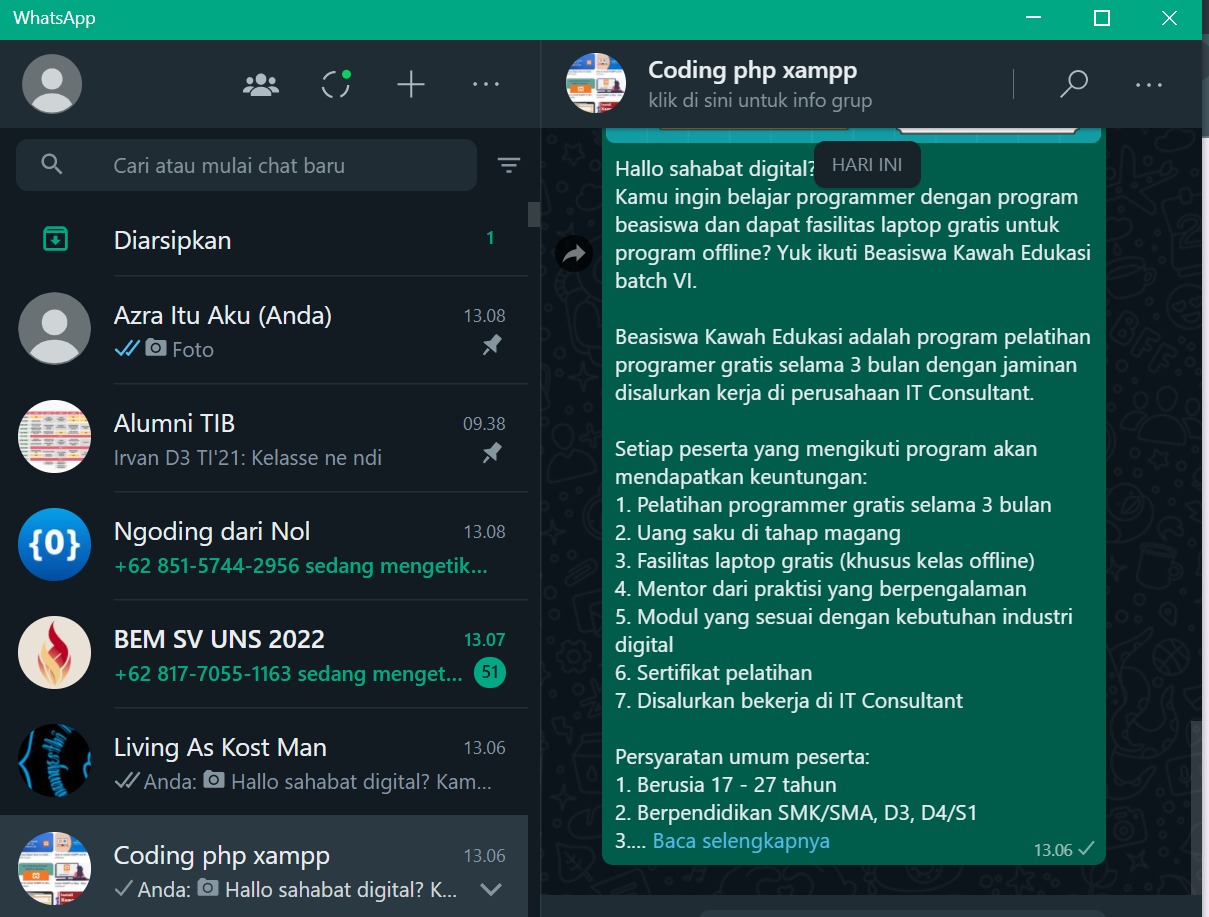 WhatsApp
Cari atau mulai chat baru
Diarsipkan
1
Azra Itu Aku (Anda)
13.08
Foto
Alumni TIB
09.38
Irvan D3 TI'21: Kelasse ne ndi
{0}
Ngoding dari Nol
13.08
+62 851-5744-2956 sedang mengetik...
BEM SV UNS 2022
13.07
+62 817-7055-1163 sedang menget...
51
Living As Kost Man
13.06
Anda: Hallo sahabat digital? Kam...
Coding php xampp
13.06
Anda: Hallo sahabat digital? K...
Coding php xampp
klik di sini untuk info grup
HARI INI
Hallo sahabat digital?
Kamu ingin belajar programmer dengan program
beasiswa dan dapat fasilitas laptop gratis untuk
program offline? Yuk ikuti Beasiswa Kawah Edukasi
batch VI.
Beasiswa Kawah Edukasi adalah program pelatihan
programer gratis selama 3 bulan dengan jaminan
disalurkan kerja di perusahaan IT Consultant.
Setiap peserta yang mengikuti program akan
mendapatkan keuntungan:
1. Pelatihan programmer gratis selama 3 bulan
2. Uang saku di tahap magang
3. Fasilitas laptop gratis (khusus kelas offline)
4. Mentor dari praktisi yang berpengalaman
5. Modul yang sesuai dengan kebutuhan industri
digital
6. Sertifikat pelatihan
7. Disalurkan bekerja di IT Consultant
Persyaratan umum peserta:
1. Berusia 17 - 27 tahun
2. Berpendidikan SMK/SMA, D3, D4/S1
3.... Baca selengkapnya
13.06